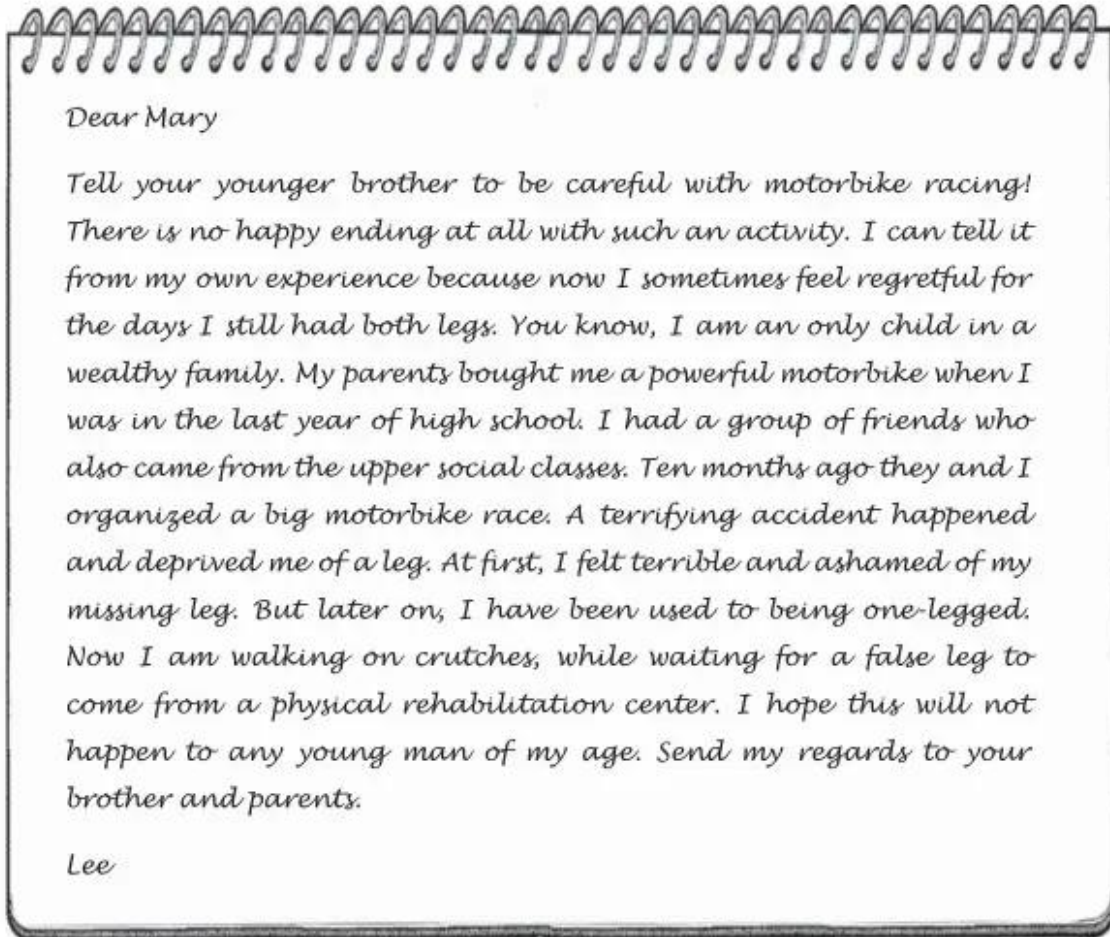 Dear Mary
Tell your younger brother to be careful with motorbike racing!
There is no happy ending at all with such an activity. I can tell it
from my own experience because now I sometimes feel regretful for
the days I still had both legs. You know, I am an only child in a
wealthy family. My parents bought me a powerful motorbike when I
was in the last year of high school. I had a group of friends who
also came from the upper social classes. Ten months ago they and I
organized a big motorbike race. A terrifying accident happened
and deprived me of a leg. At first, I felt terrible and ashamed of my
missing leg. But later on, I have been used to being one-legged.
Now I am walking on crutches, while waiting for a false leg to
come from a physical rehabilitation center. I hope this will not
happen to any young man of my age. Send my regards to your
brother and parents.
Lee